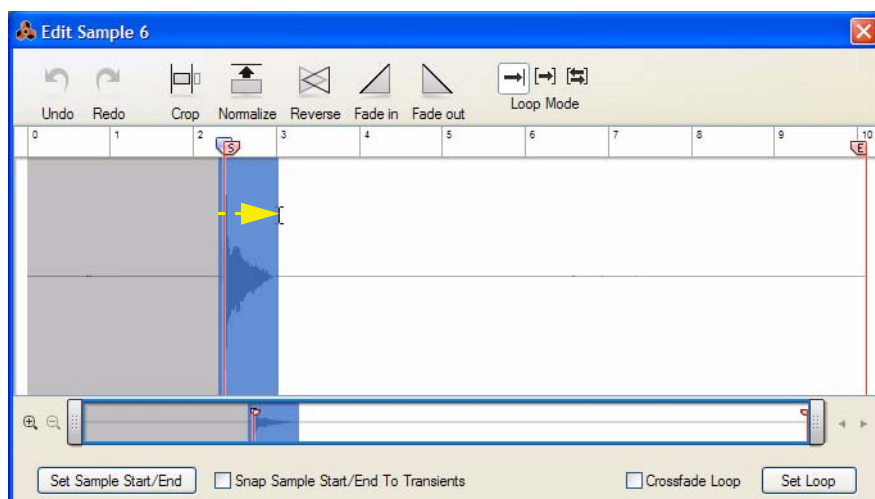 Edit Sample 6
Undo Redo Crop Normalize Reverse Fade in Fade out Loop Mode
0 1 2 3 4 5 6 7 8 9 10
S E
Set Sample Start/End Snap Sample Start/End To Transients Crossfade Loop Set Loop